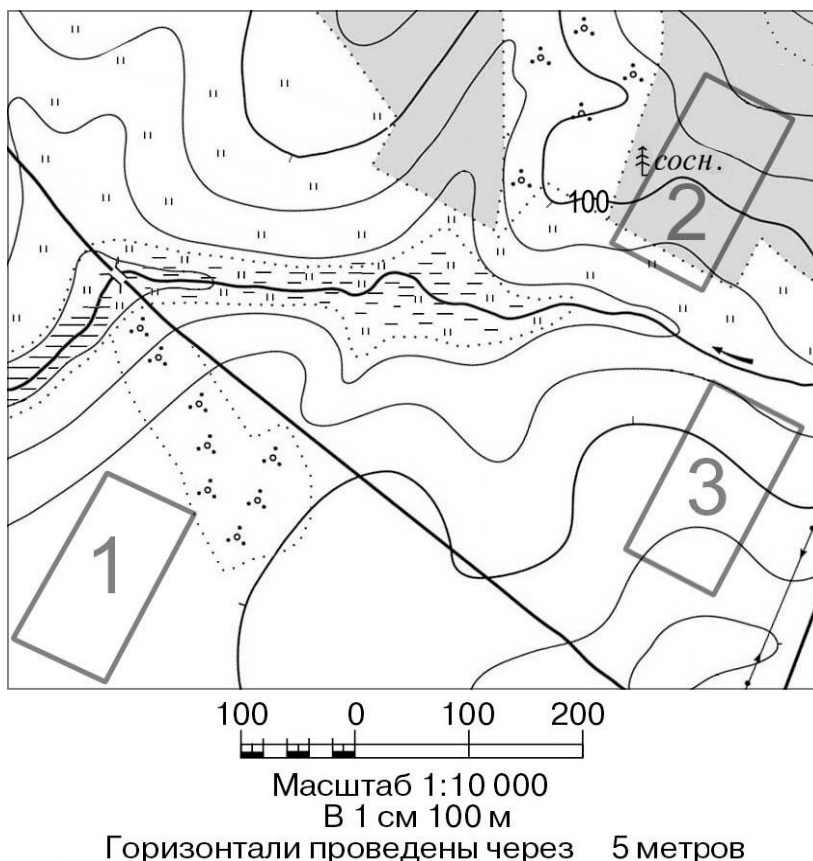 сосн.
100
2
3
1
100 0 100 200
Масштаб 1:10 000
В 1 см 100 м
Горизонтали проведены через 5 метров